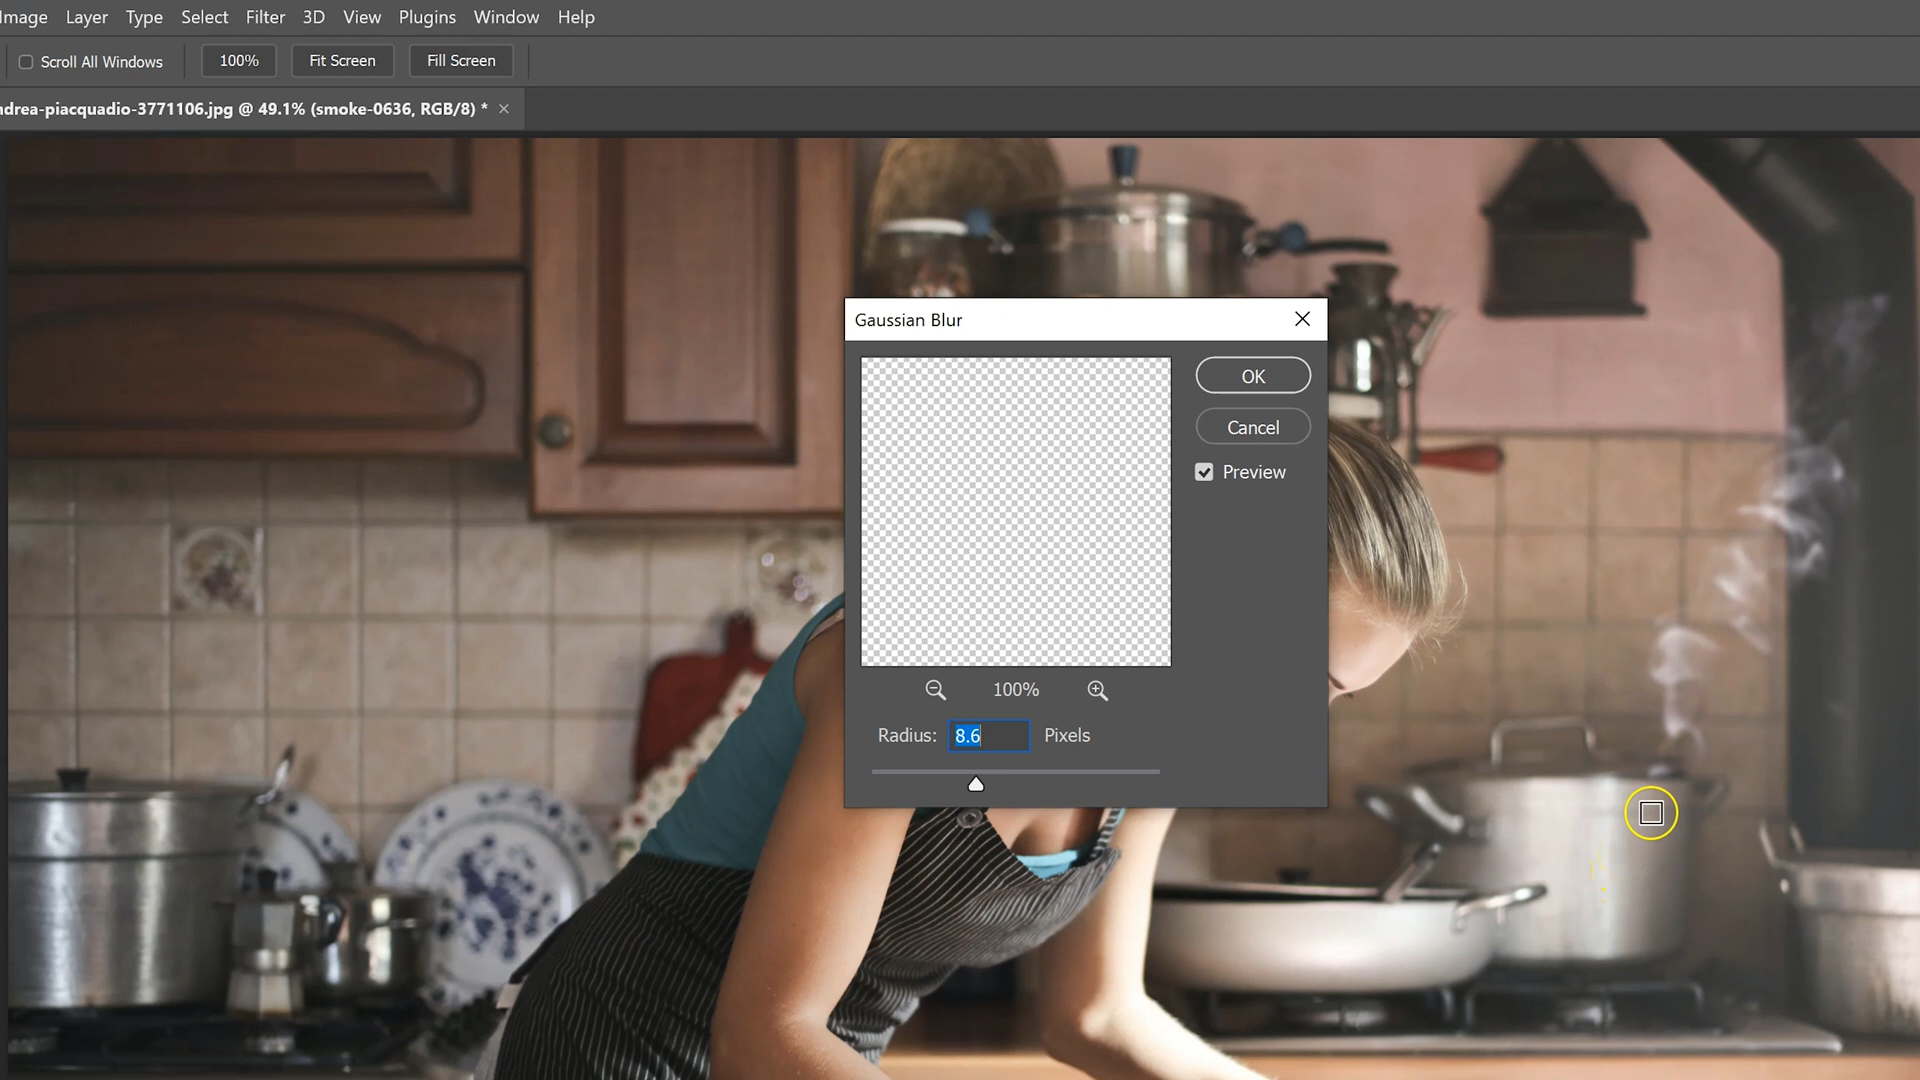 Image Layer Type Select Filter 3D View Plugins Window Help
Scroll All Windows 100% Fit Screen Fill Screen
ndrea-piacquadio-3771106.jpg @ 49.1% (smoke-0636, RGB/8) * ×
Gaussian Blur
OK
Cancel
Preview
100%
Radius: 8.6 Pixels